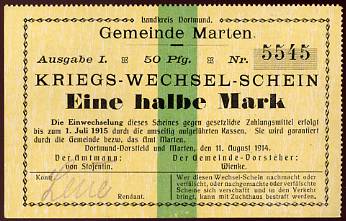 Landkreis Dortmund.
Gemeinde Marten.
Ausgabe I. 50 Pfg. Nr. 5545
KRIEGS-WECHSEL-SCHEIN
Eine halbe Mark
Die Einwechselung dieses Scheines gegen gesetzliche Zahlungsmittel erfolgt
bis zum 1. Juli 1915 durch die umseitig aufgeführten Kassen. Sie wird garantiert
durch die Gemeinde bezw. das Amt Marten.
Dortmund-Dorstfeld und Marten, den 11. August 1914.
Der Amtmann: Der Gemeinde-Vorsteher:
von Stojentin. Wienke.
Kontr.
Rendant.
Wer diesen Wechsel-Schein nachmacht oder
verfälscht, oder nachgemachte oder verfälschte
Scheine sich verschafft und in den Verkehr
bringt, kann mit Zuchthaus bestraft werden.